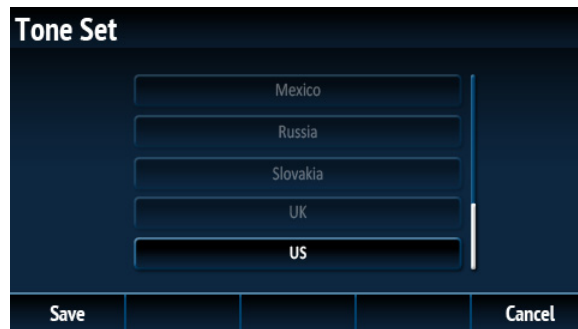 Tone Set
Mexico
Russia
Slovakia
UK
US
Save Cancel